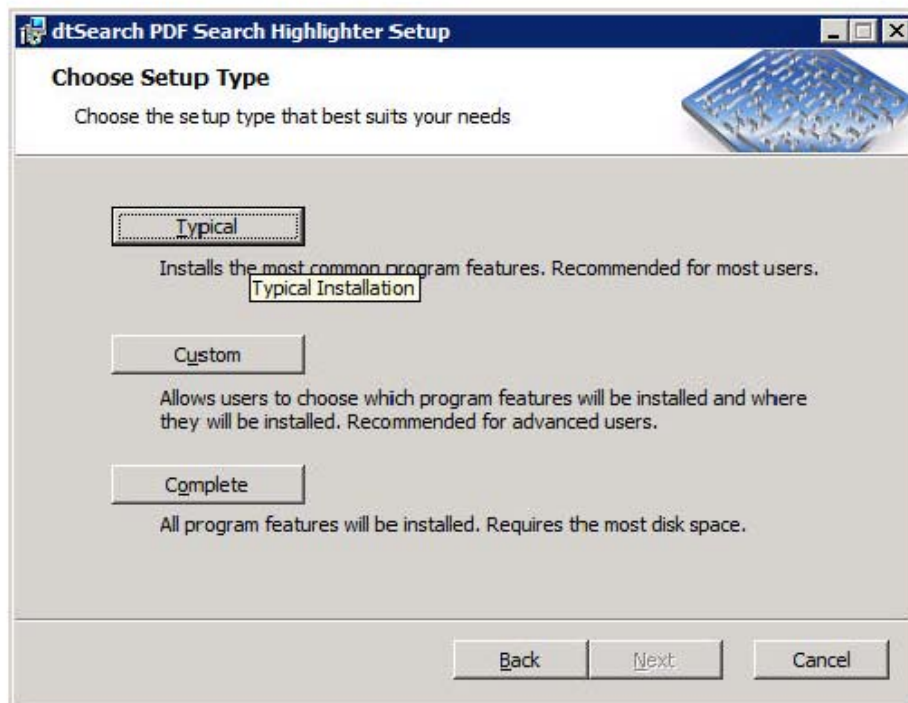 dtSearch PDF Search Highlighter Setup
Choose Setup Type
Choose the setup type that best suits your needs
Typical
Installs the most common program features. Recommended for most users.
Typical Installation
Custom
Allows users to choose which program features will be installed and where
they will be installed. Recommended for advanced users.
Complete
All program features will be installed. Requires the most disk space.
Back Next Cancel